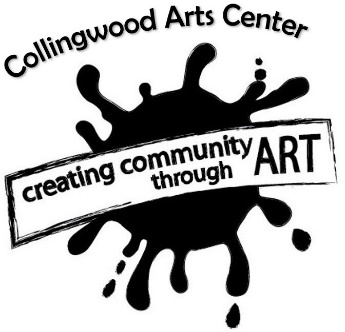 Collingwood Arts Center
creating community
through ART